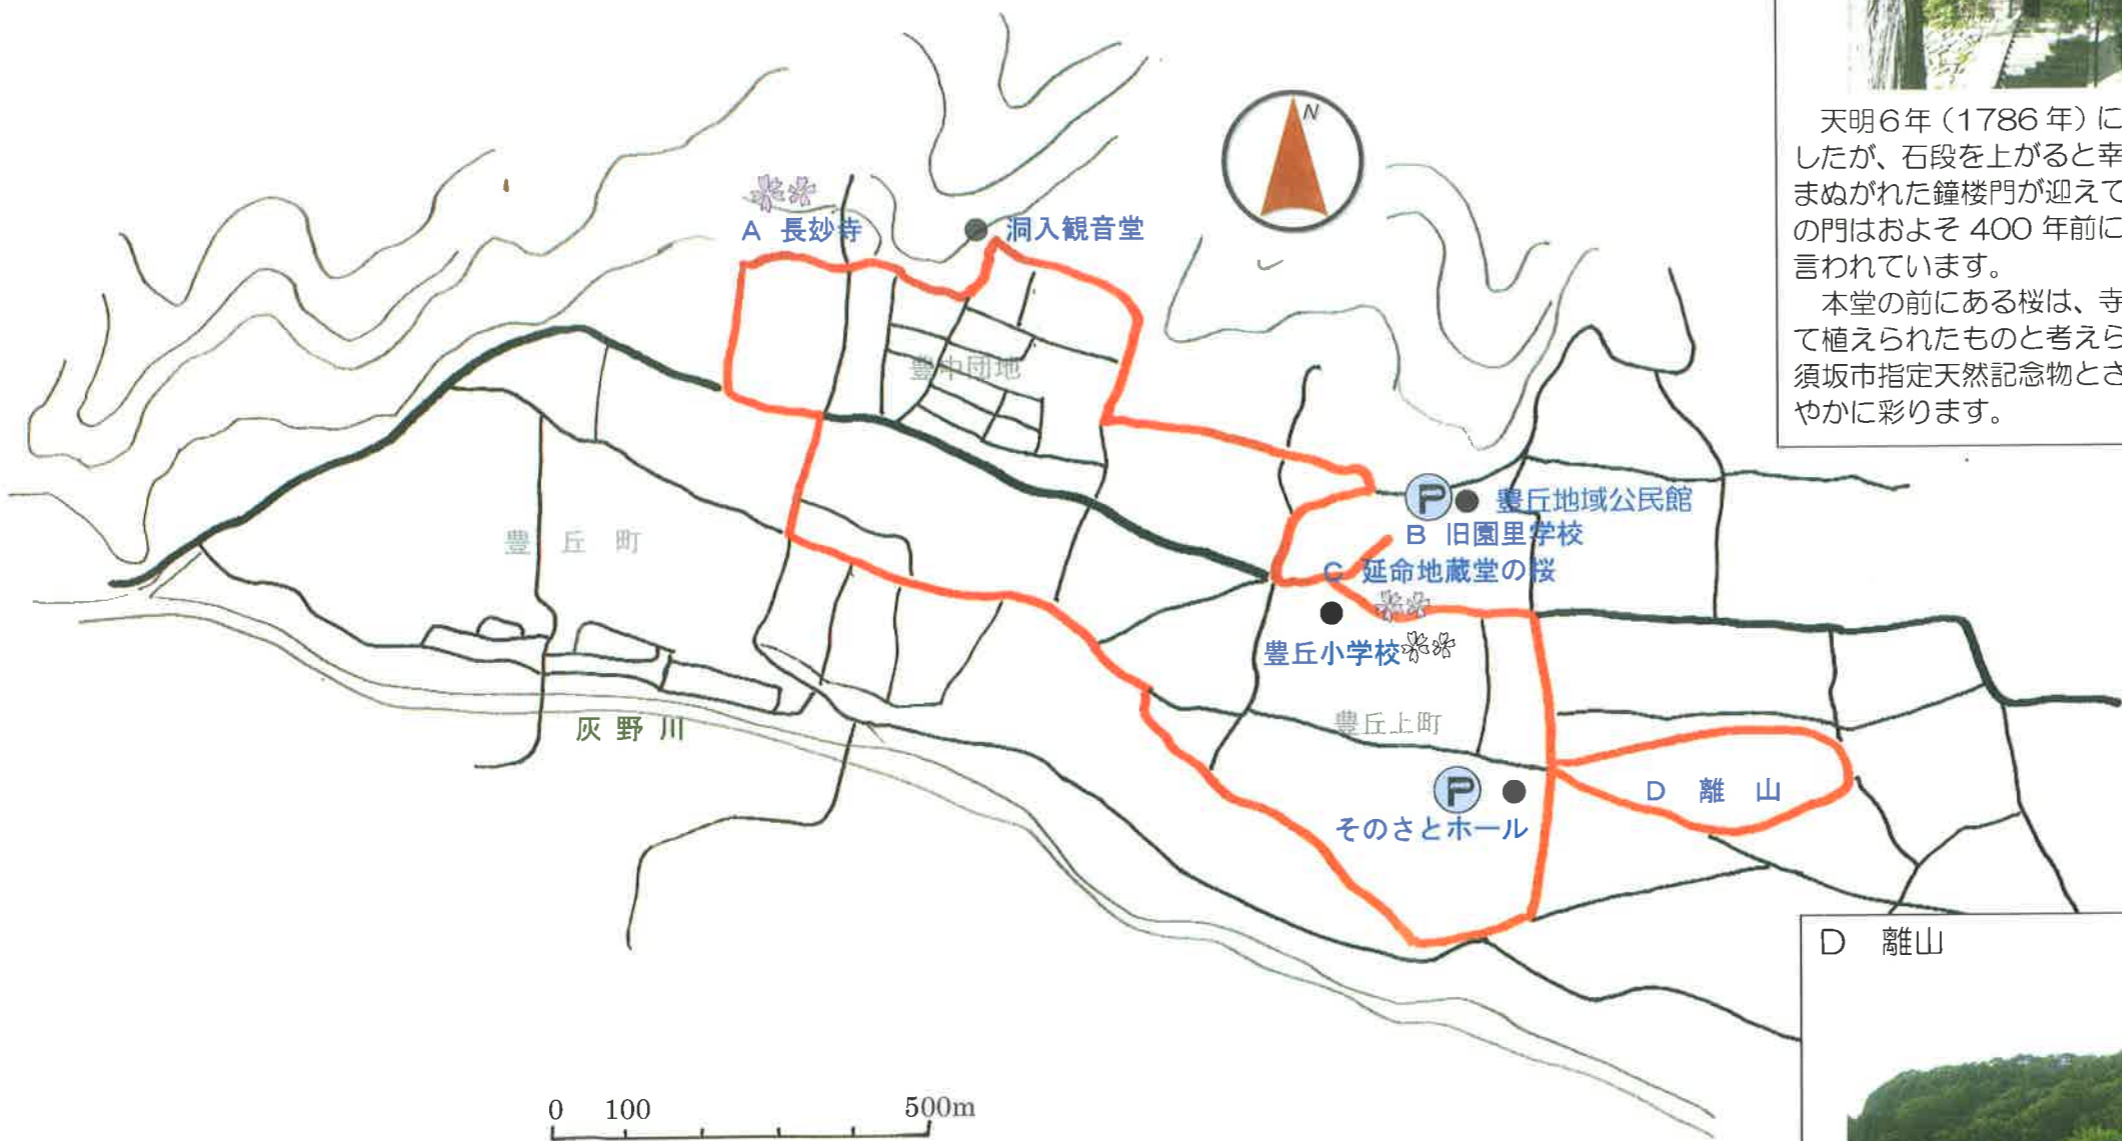 N
A 長妙寺
洞入観音堂
豊中団地
豊丘町
豊丘地域公民館
P
B 旧園里学校
C 延命地蔵堂の桜
豊丘小学校
豊丘上町
灰野川
P
そのさとホール
D 離山
0 100 500m
天明6年(1786年)に
したが、石段を上がると幸
まぬがれた鐘楼門が迎えて
の門はおよそ400年前に
言われています。
本堂の前にある桜は、寺
て植えられたものと考えら
須坂市指定天然記念物とさ
やかに彩ります。
D 離山